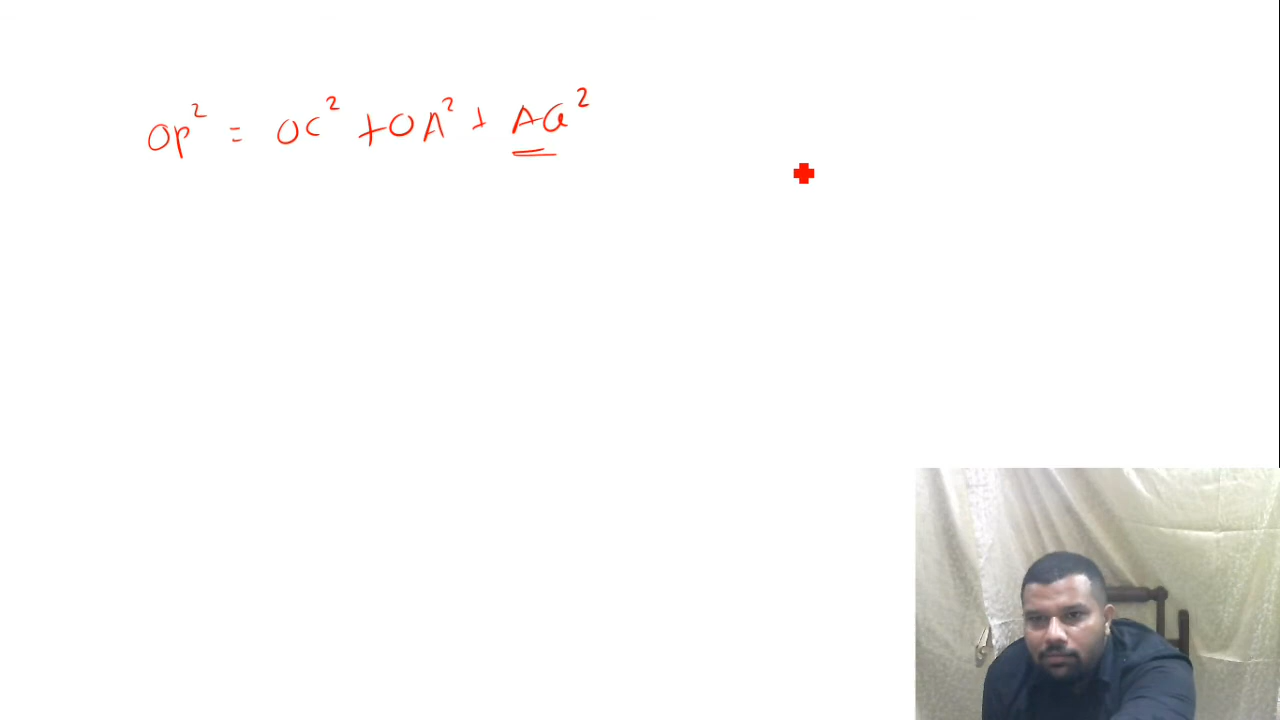 OP² = OC² + OA² + AG²